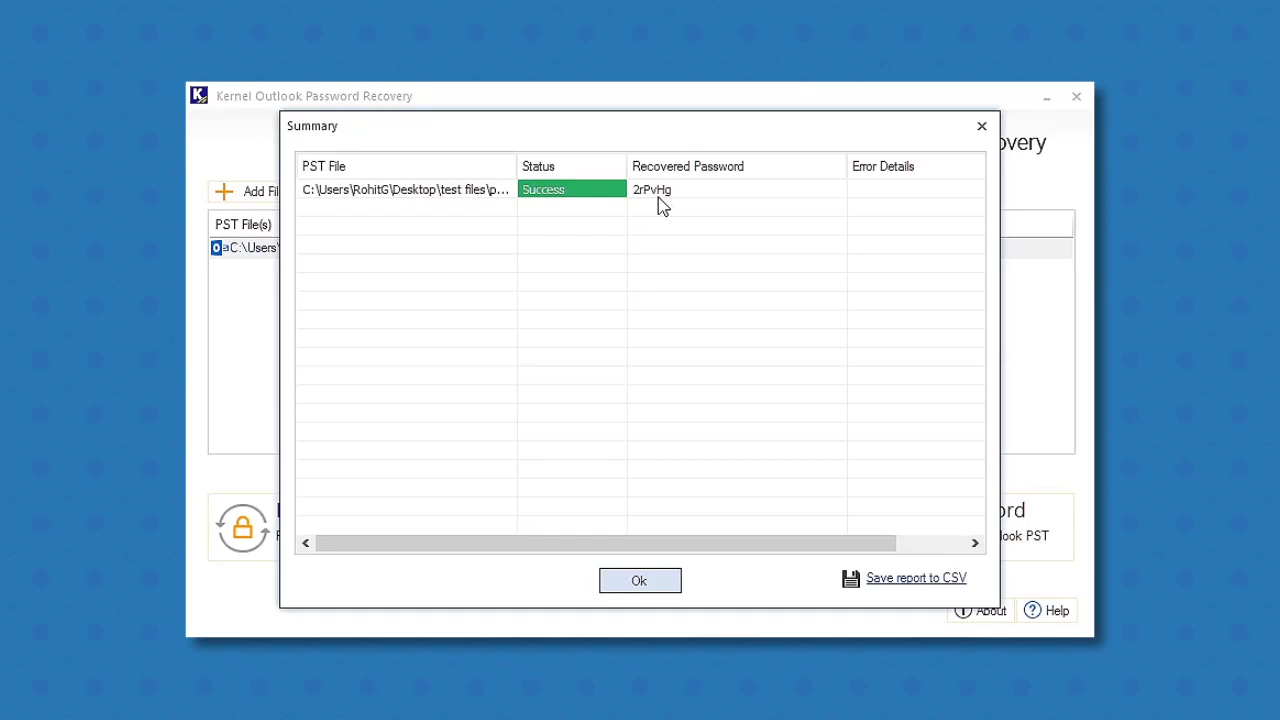 Kernel Outlook Password Recovery
Summary
overy
PST File Status Recovered Password Error Details
C:\Users\RohitG\Desktop\test files\p... Success 2rPvHg
Add Fil
PST File(s)
C:\Users\
ord
look PST
Ok
Save report to CSV
About Help